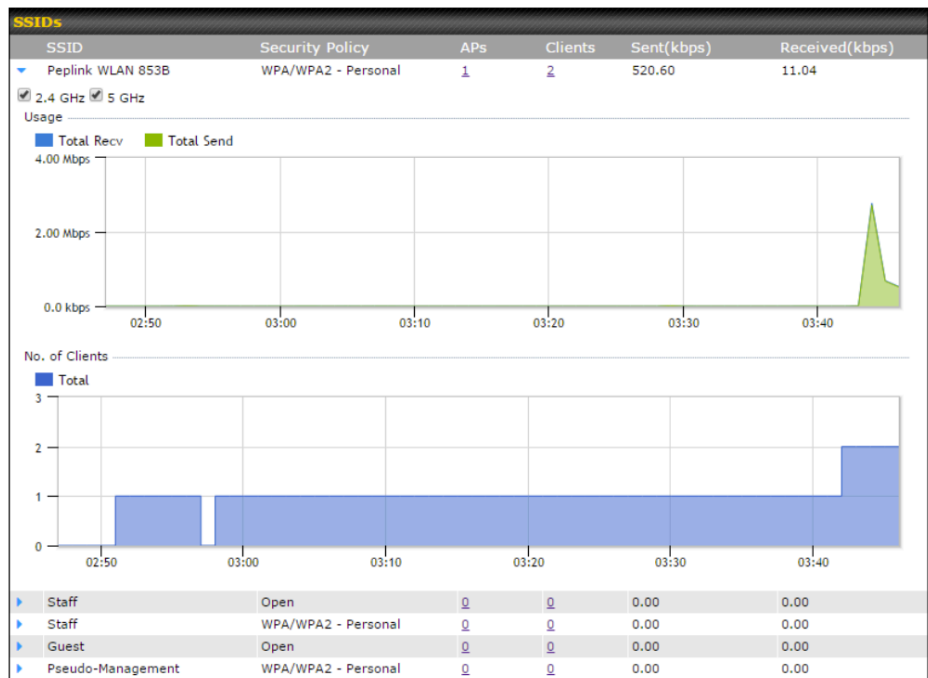 SSIDs
SSID Security Policy APs Clients Sent(kbps) Received(kbps)
Peplink WLAN 853B WPA/WPA2 - Personal 1 2 520.60 11.04
2.4 GHz 5 GHz
Usage
Total Recv Total Send
4.00 Mbps
2.00 Mbps
0.0 kbps
02:50 03:00 03:10 03:20 03:30 03:40
No. of Clients
Total
3
2
1
0
02:50 03:00 03:10 03:20 03:30 03:40
Staff Open 0 0 0.00 0.00
Staff WPA/WPA2 - Personal 0 0 0.00 0.00
Guest Open 0 0 0.00 0.00
Pseudo-Management WPA/WPA2 - Personal 0 0 0.00 0.00